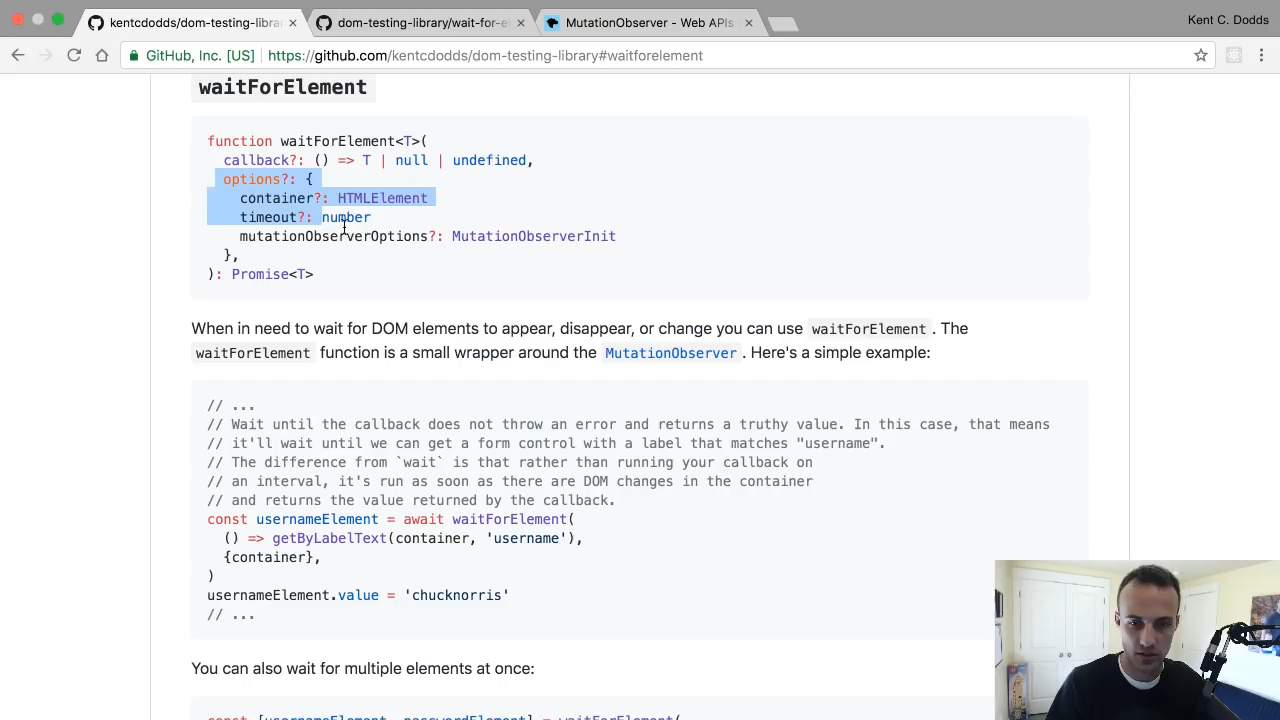 kentcdodds/dom-testing-librar
dom-testing-library/wait-for-el
MutationObserver - Web APIs
Kent C. Dodds
GitHub, Inc. [US]
https://github.com/kentcdodds/dom-testing-library#waitforelement
waitForElement
function waitForElement<T>(
callback?: () => T | null | undefined,
options?: {
container?: HTMLElement
timeout?: number
mutationObserverOptions?: MutationObserverInit
},
): Promise<T>
When in need to wait for DOM elements to appear, disappear, or change you can use waitForElement. The
waitForElement function is a small wrapper around the MutationObserver. Here's a simple example:
// ...
// Wait until the callback does not throw an error and returns a truthy value. In this case, that means
// it'll wait until we can get a form control with a label that matches "username".
// The difference from `wait` is that rather than running your callback on
// an interval, it's run as soon as there are DOM changes in the container
// and returns the value returned by the callback.
const usernameElement = await waitForElement(
() => getByLabelText(container, 'username'),
{container},
)
usernameElement.value = 'chucknorris'
// ...
You can also wait for multiple elements at once:
const [usernameElement, passwordElement] = waitForElement(